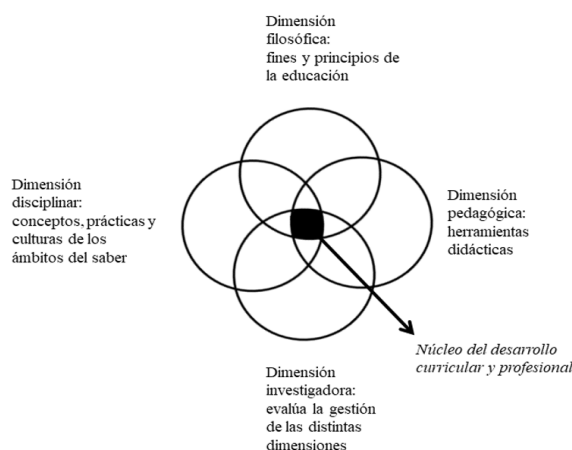 Dimensión
filosófica:
fines y principios de
la educación
Dimensión
disciplinar:
conceptos, prácticas y
culturas de los
ámbitos del saber
Dimensión
pedagógica:
herramientas
didácticas
Núcleo del desarrollo
curricular y profesional
Dimensión
investigadora:
evalúa la gestión
de las distintas
dimensiones